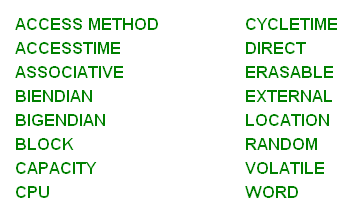 ACCESS METHOD
ACCESSTIME
ASSOCIATIVE
BIENDIAN
BIGENDIAN
BLOCK
CAPACITY
CPU
CYCLETIME
DIRECT
ERASABLE
EXTERNAL
LOCATION
RANDOM
VOLATILE
WORD